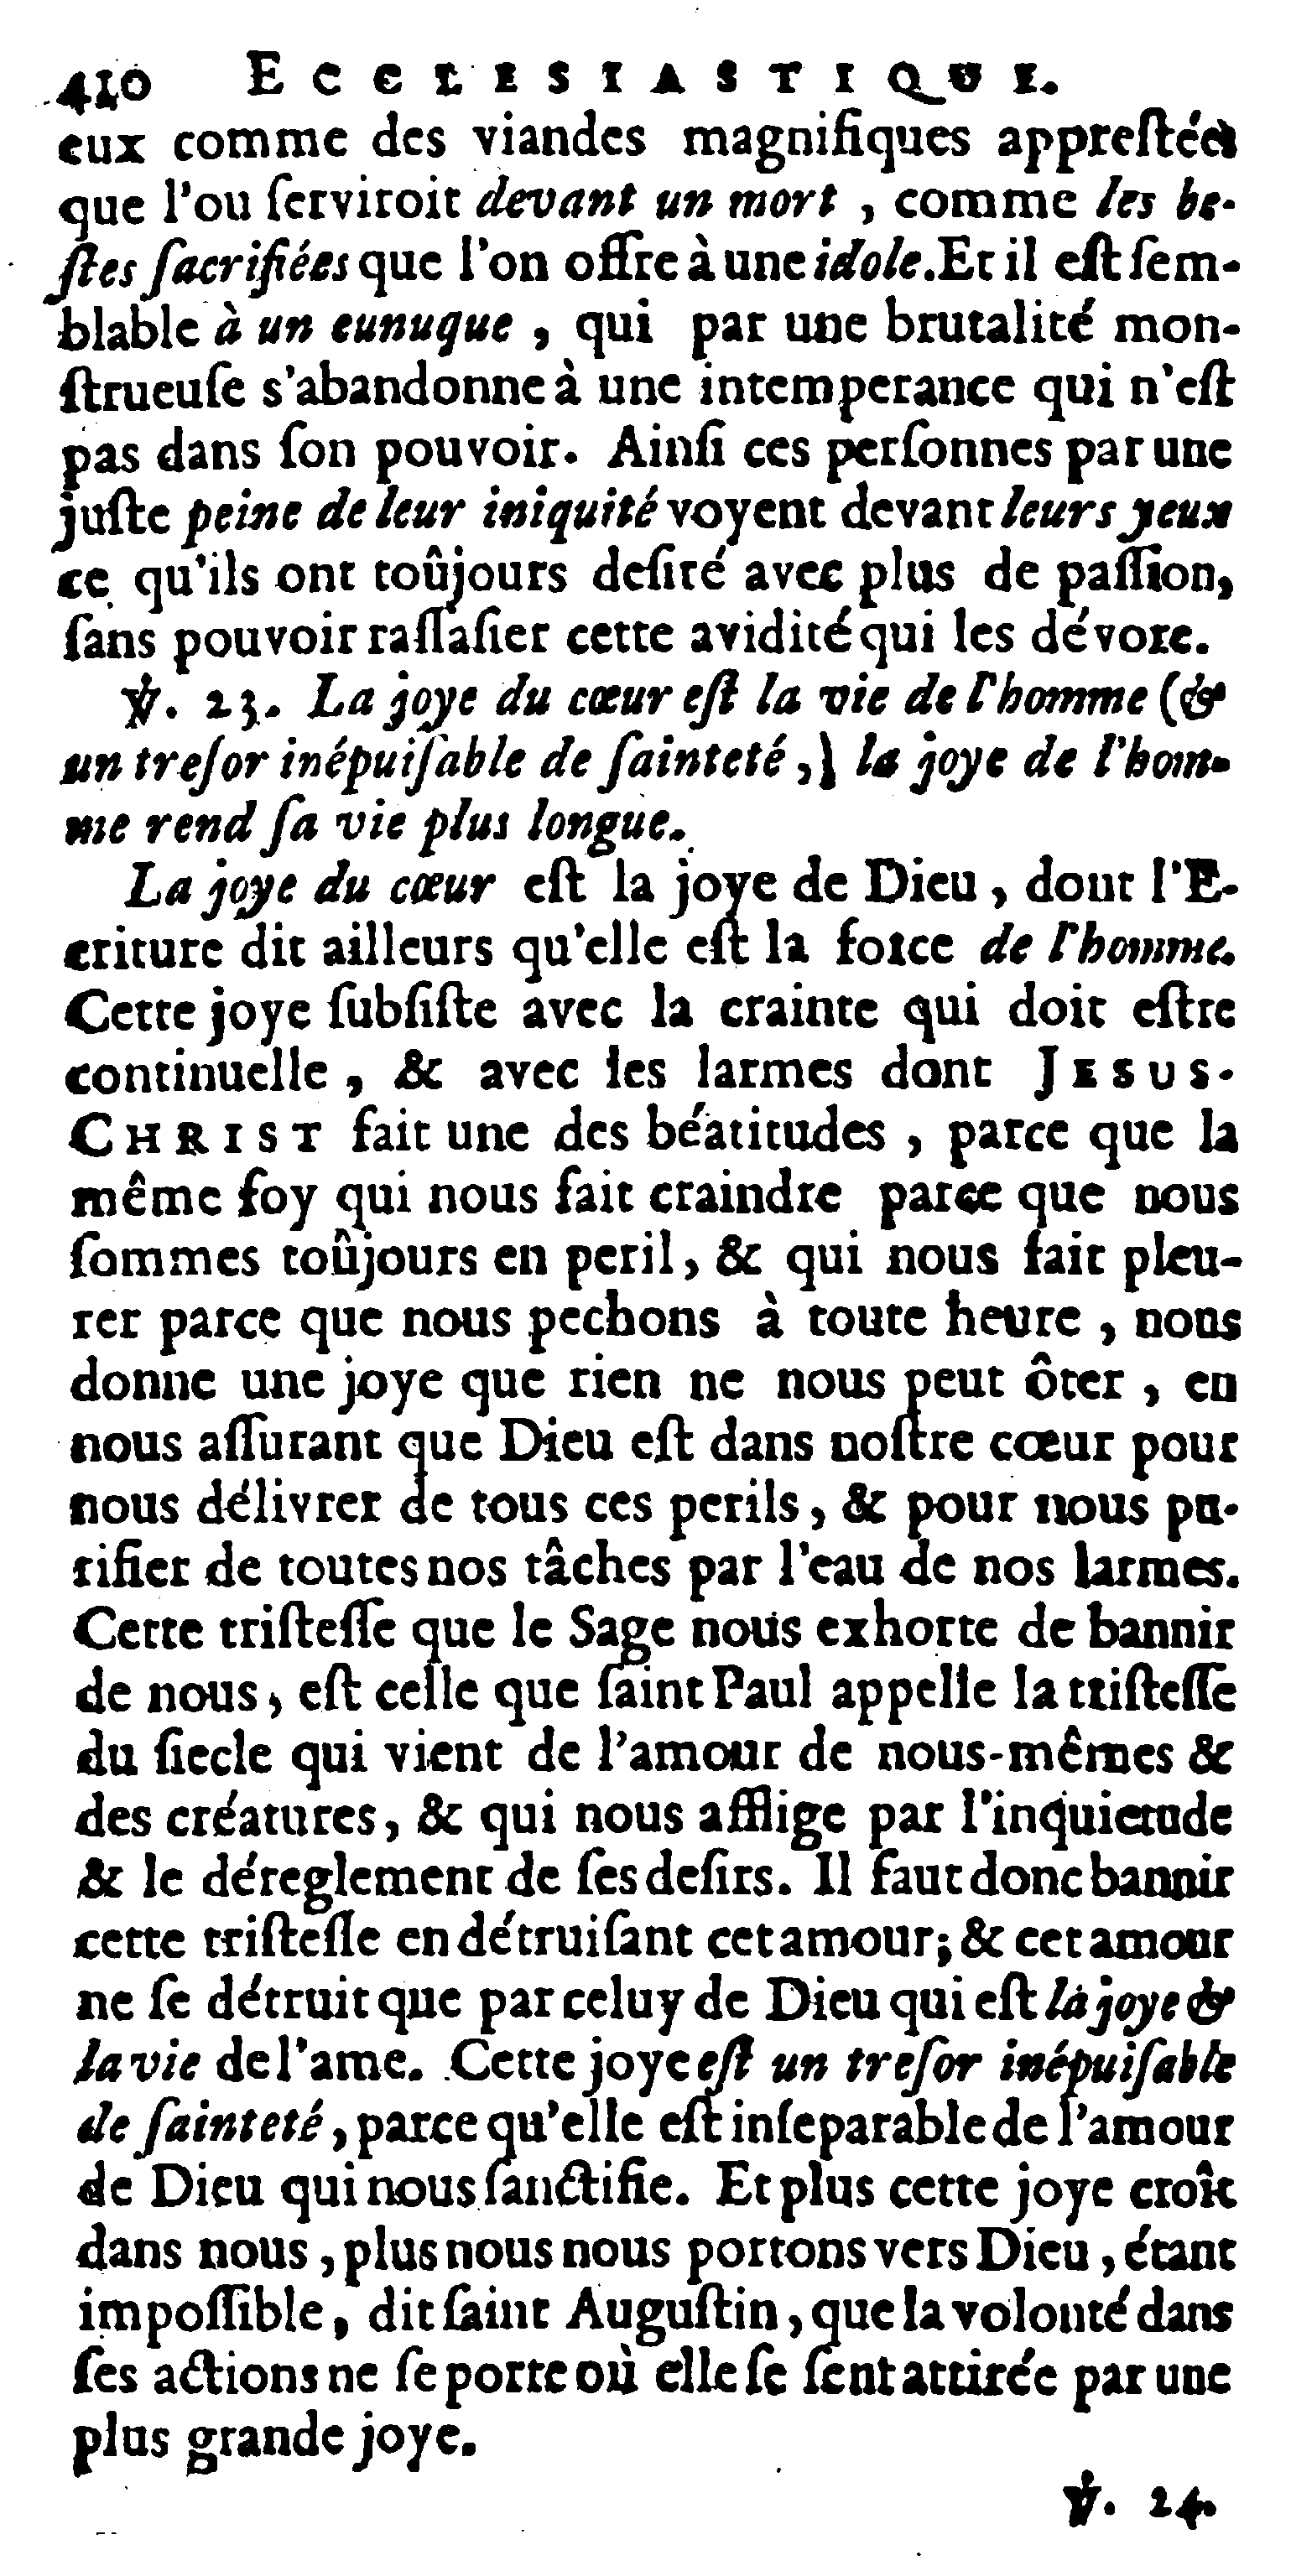 410 ECCLESIASTIQUE.
eux comme des viandes magnifiques appreſtées
que l'ou ſerviroit devant un mort, comme les be-
ſtes ſacrifiées que l'on offre à une idole. Et il eſt ſem-
blable à un eunuque, qui par une brutalité mon-
ſtrueuſe s'abandonne à une intemperance qui n'eſt
pas dans ſon pouvoir. Ainſi ces perſonnes par une
juſte peine de leur iniquité voyent devant leurs yeux
ce qu'ils ont toûjours deſiré avec plus de paſſion,
ſans pouvoir raſſaſier cette avidité qui les dévore.
℣. 23. La joye du cœur eſt la vie de l'homme (&
un treſor inépuiſable de ſainteté,) la joye de l'hom-
me rend ſa vie plus longue.
La joye du cœur eſt la joye de Dieu, dont l'E-
criture dit ailleurs qu'elle eſt la force de l'homme.
Cette joye ſubſiſte avec la crainte qui doit eſtre
continuelle, & avec les larmes dont JESUS-
CHRIST fait une des béatitudes, parce que la
même foy qui nous fait craindre parce que nous
ſommes toûjours en peril, & qui nous fait pleu-
rer parce que nous pechons à toute heure, nous
donne une joye que rien ne nous peut ôter, en
nous aſſurant que Dieu eſt dans noſtre cœur pour
nous délivrer de tous ces perils, & pour nous pu-
rifier de toutes nos tâches par l'eau de nos larmes.
Cette triſteſſe que le Sage nous exhorte de bannir
de nous, eſt celle que ſaint Paul appelle la triſteſſe
du ſiecle qui vient de l'amour de nous-mêmes &
des créatures, & qui nous afflige par l'inquietude
& le déreglement de ſes deſirs. Il faut donc bannir
cette triſteſſe en détruiſant cet amour; & cet amour
ne ſe détruit que par celuy de Dieu qui eſt la joye &
la vie de l'ame. Cette joye eſt un treſor inépuiſable
de ſainteté, parce qu'elle eſt inſeparable de l'amour
de Dieu qui nous ſanctifie. Et plus cette joye croît
dans nous, plus nous nous portons vers Dieu, étant
impoſſible, dit ſaint Auguſtin, que la volonté dans
ſes actions ne ſe porte où elle ſe ſent attirée par une
plus grande joye.
℣. 24.